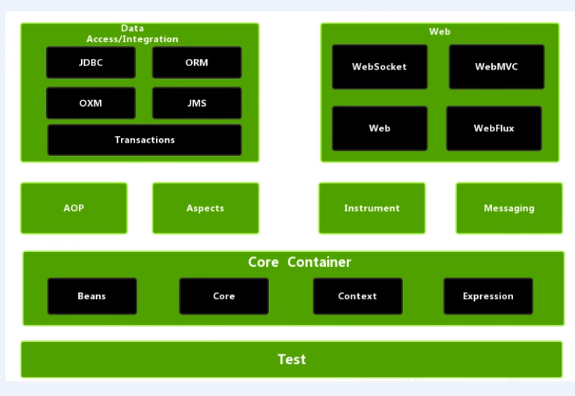 Data
Access/Integration
JDBC
ORM
OXM
JMS
Transactions
Web
WebSocket
WebMVC
Web
WebFlux
AOP
Aspects
Instrument
Messaging
Core Container
Beans
Core
Context
Expression
Test